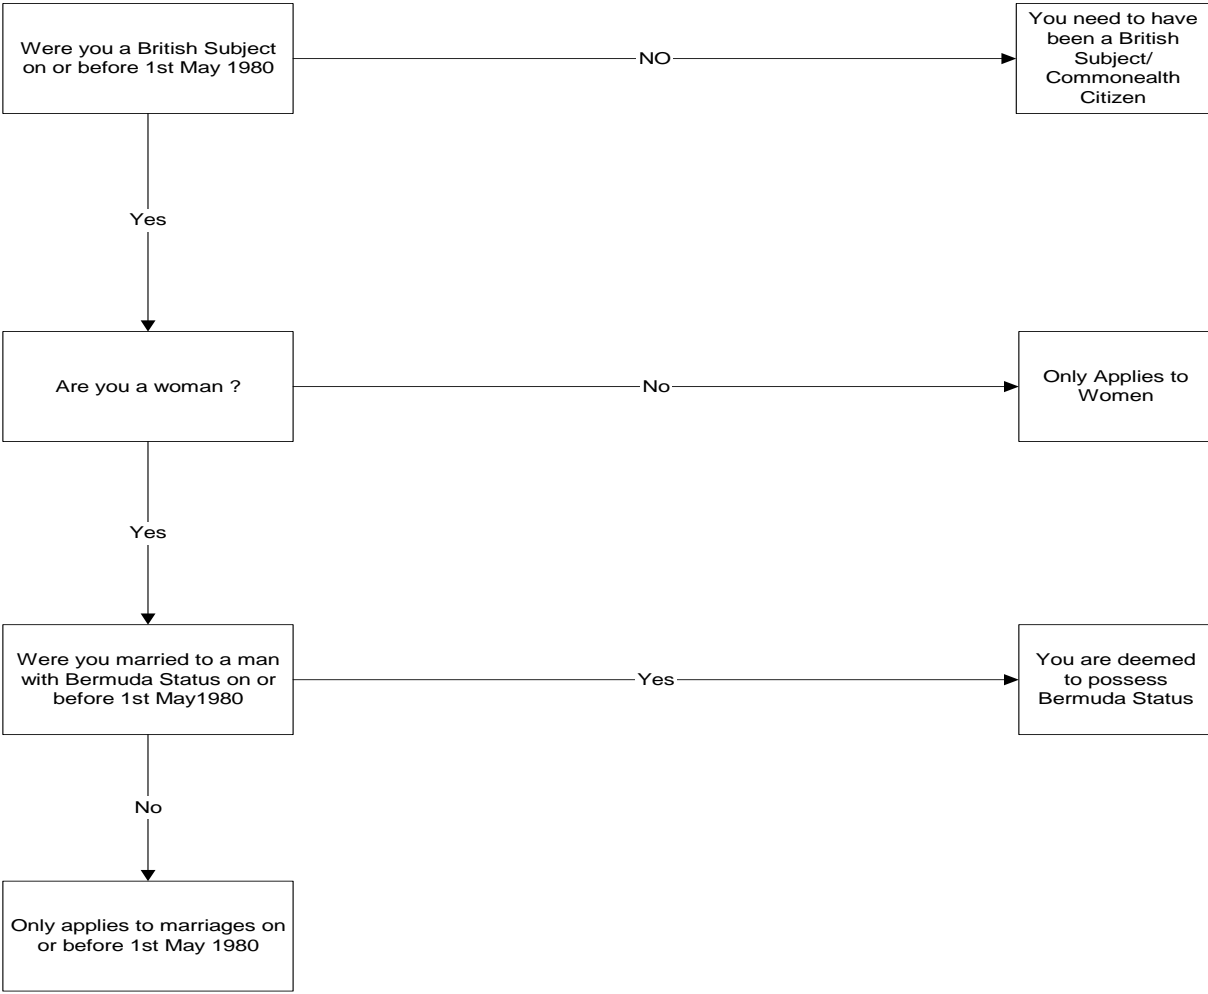 Were you a British Subject
on or before 1st May 1980
NO
You need to have
been a British
Subject/
Commonealth
Citizen
Yes
Are you a woman ?
No
Only Applies to
Women
Yes
Were you married to a man
with Bermuda Status on or
before 1st May1980
Yes
You are deemed
to possess
Bermuda Status
No
Only applies to marriages on
or before 1st May 1980